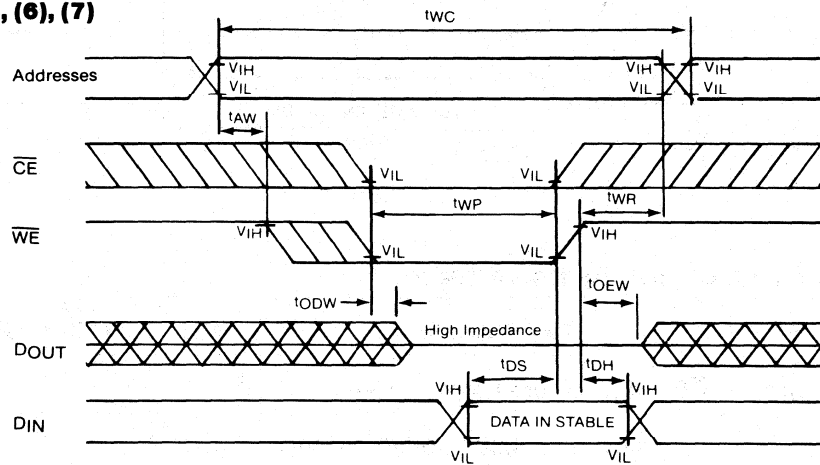 , (6), (7)
tWC
Addresses
VIH
VIL
VIH
VIL
VIH
VIL
tAW
CE
VIL
VIL
tWP
tWR
WE
VIH
VIL
VIL
VIH
tODW
tOEW
DOUT
High Impedance
tDS
tDH
VIH
VIH
DIN
DATA IN STABLE
VIL
VIL